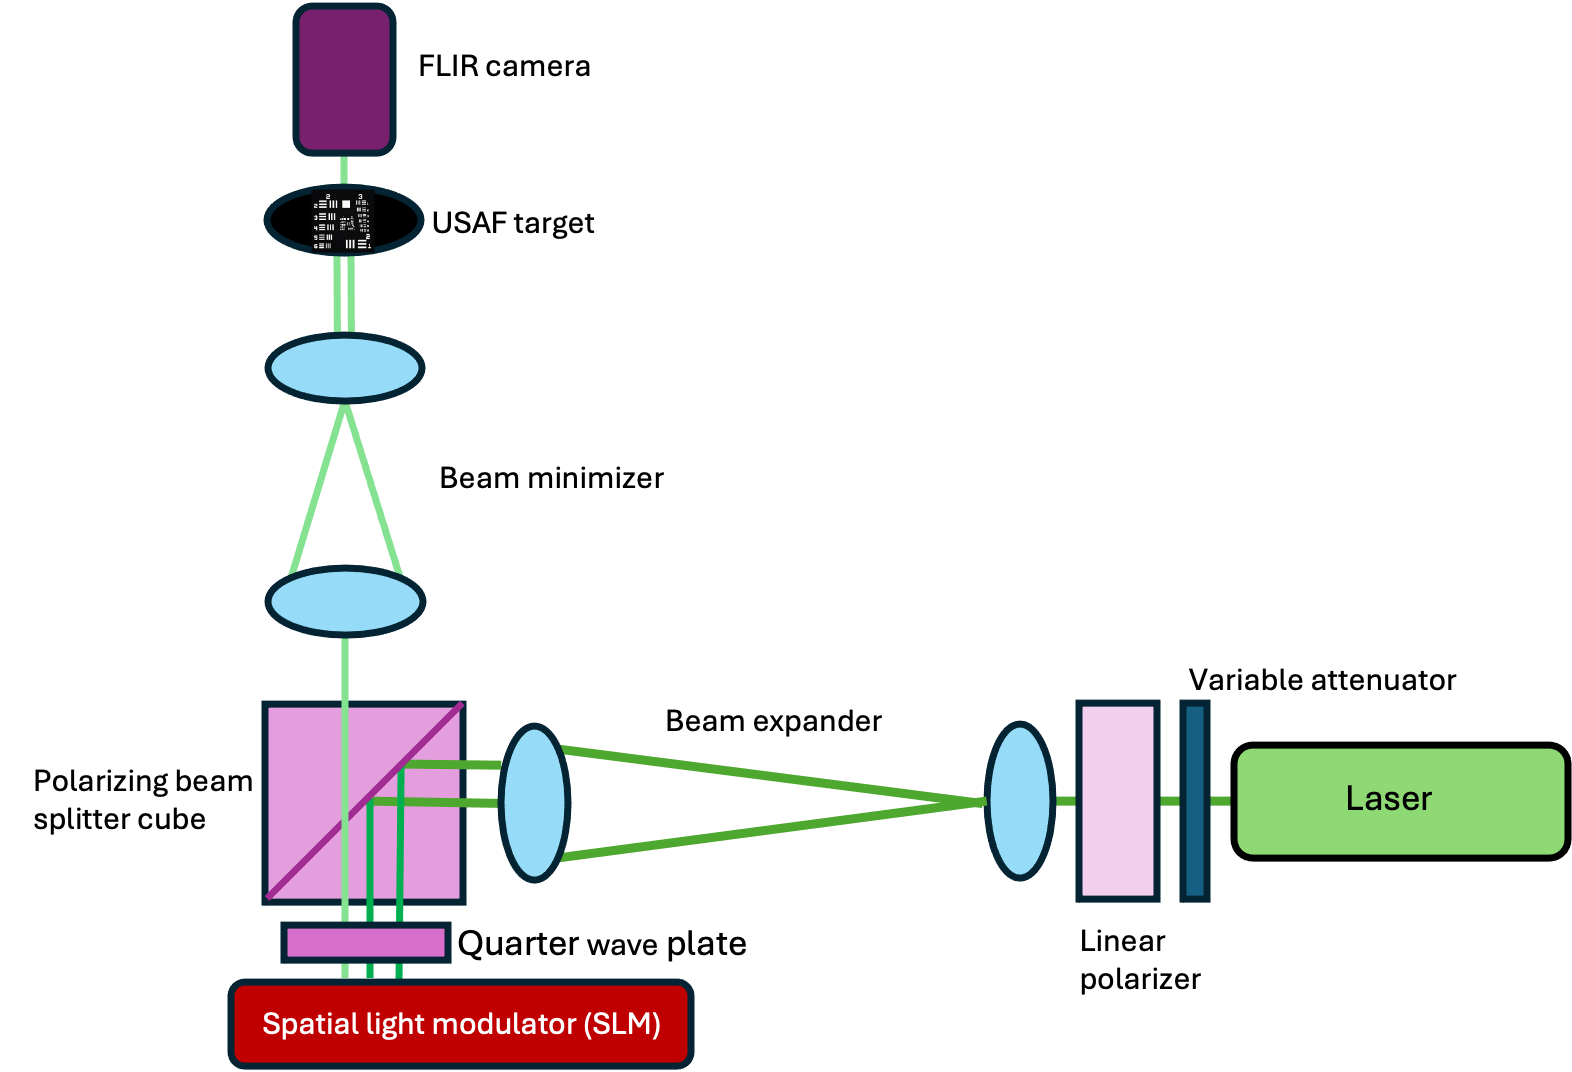 FLIR camera
USAF target
Beam minimizer
Variable attenuator
Beam expander
Polarizing beam
splitter cube
Laser
Linear
polarizer
Quarter wave plate
Spatial light modulator (SLM)